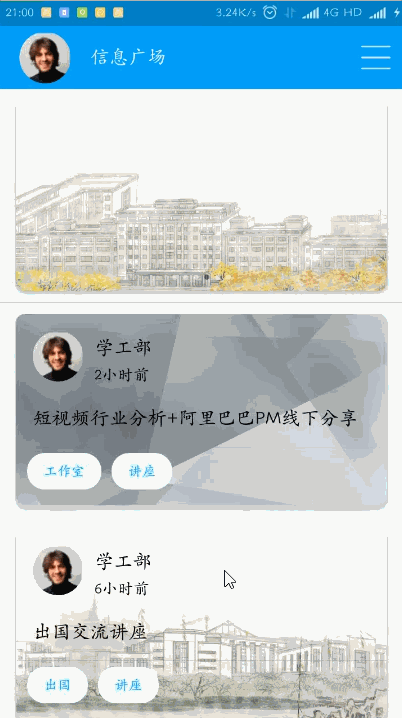 21:00 3.24K/s 4G HD
信息广场
学工部
2小时前
短视频行业分析+阿里巴巴PM线下分享
工作室 讲座
学工部
6小时前
出国交流讲座
出国 讲座